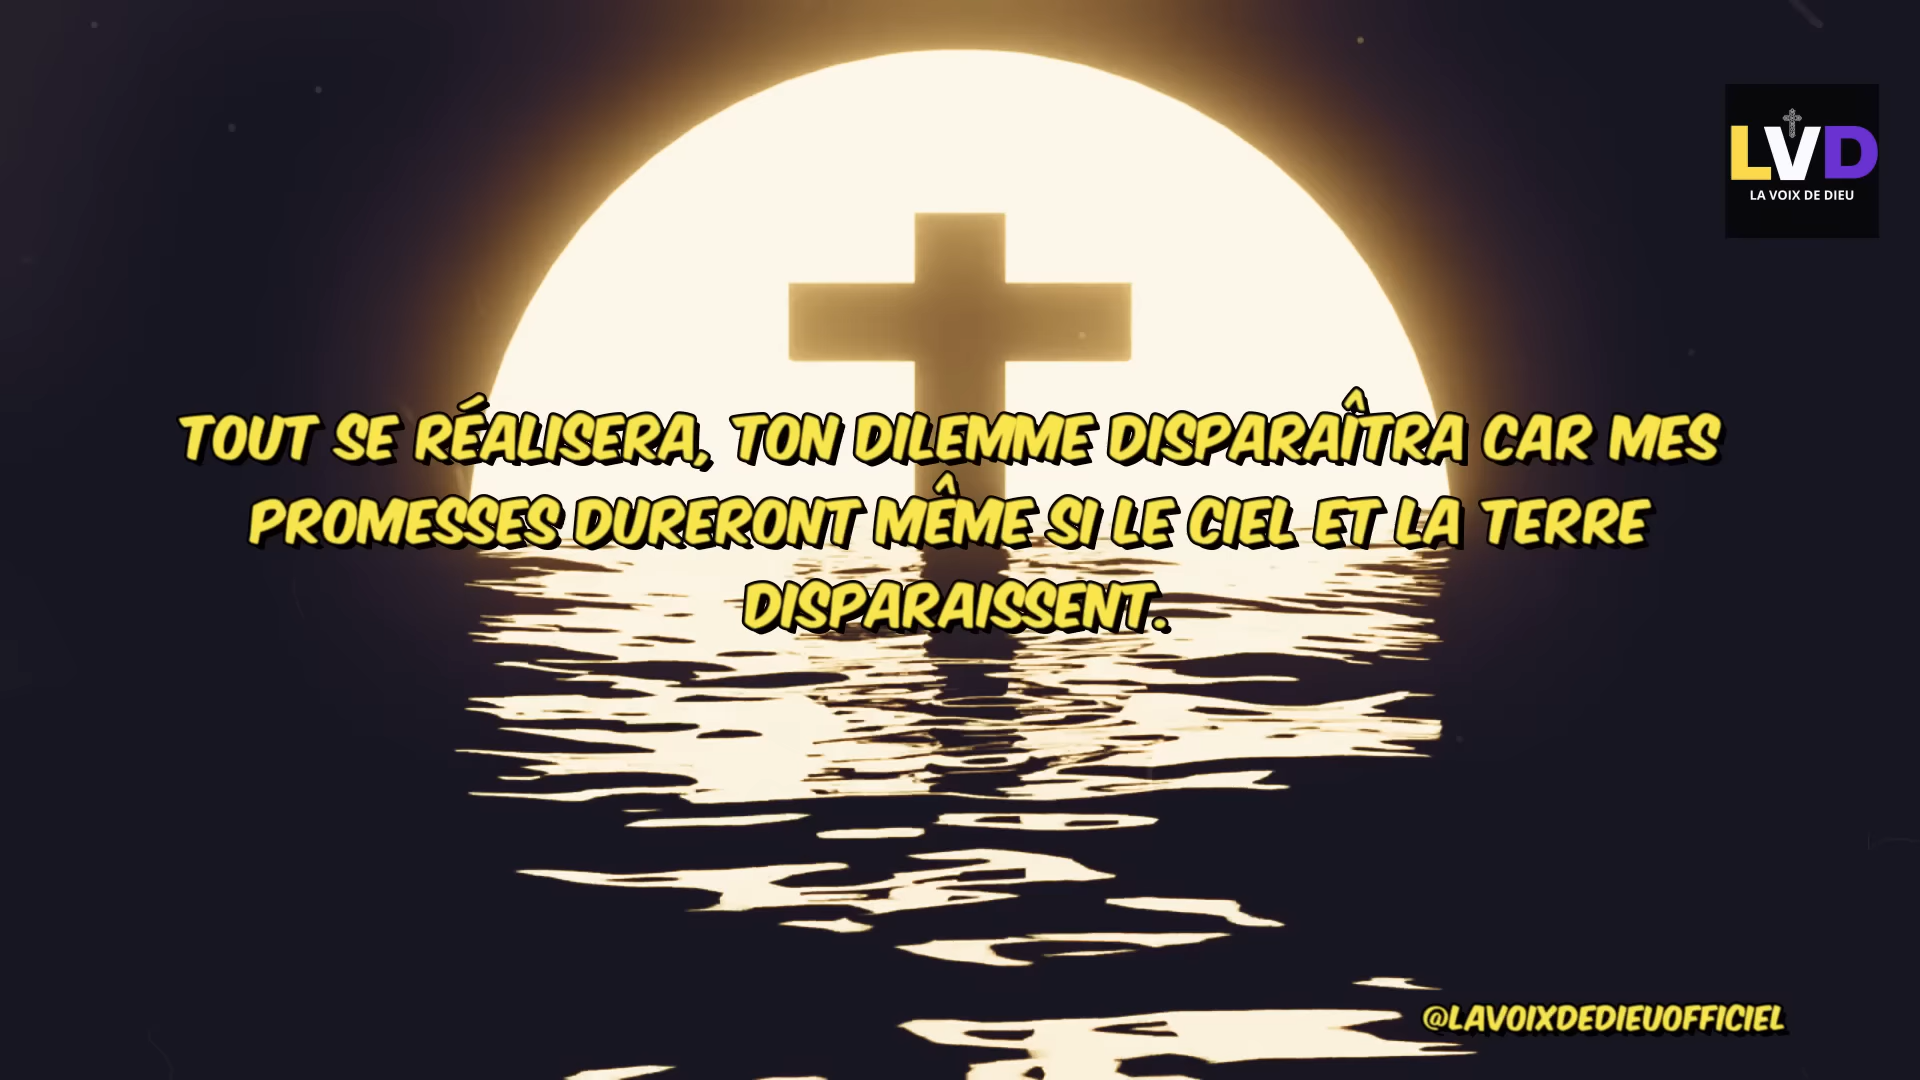 LVD
LA VOIX DE DIEU
TOUT SE RÉALISERA, TON DILEMME DISPARAÎTRA CAR MES
PROMESSES DURERONT MÊME SI LE CIEL ET LA TERRE
DISPARAISSENT.
@LAVOIXDEDIEUOFFICIEL